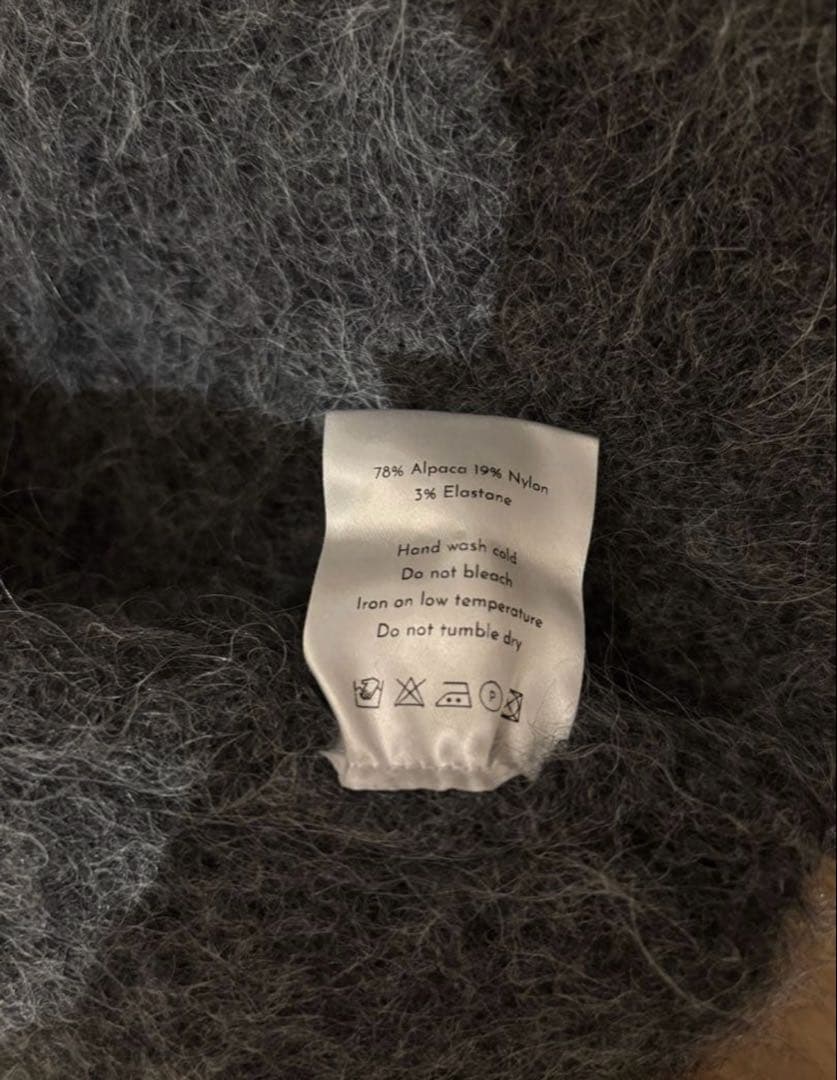 78% Alpaca 19% Nylon
3% Elastane
Hand wash cold
Do not bleach
Iron on low temperature
Do not tumble dry
P